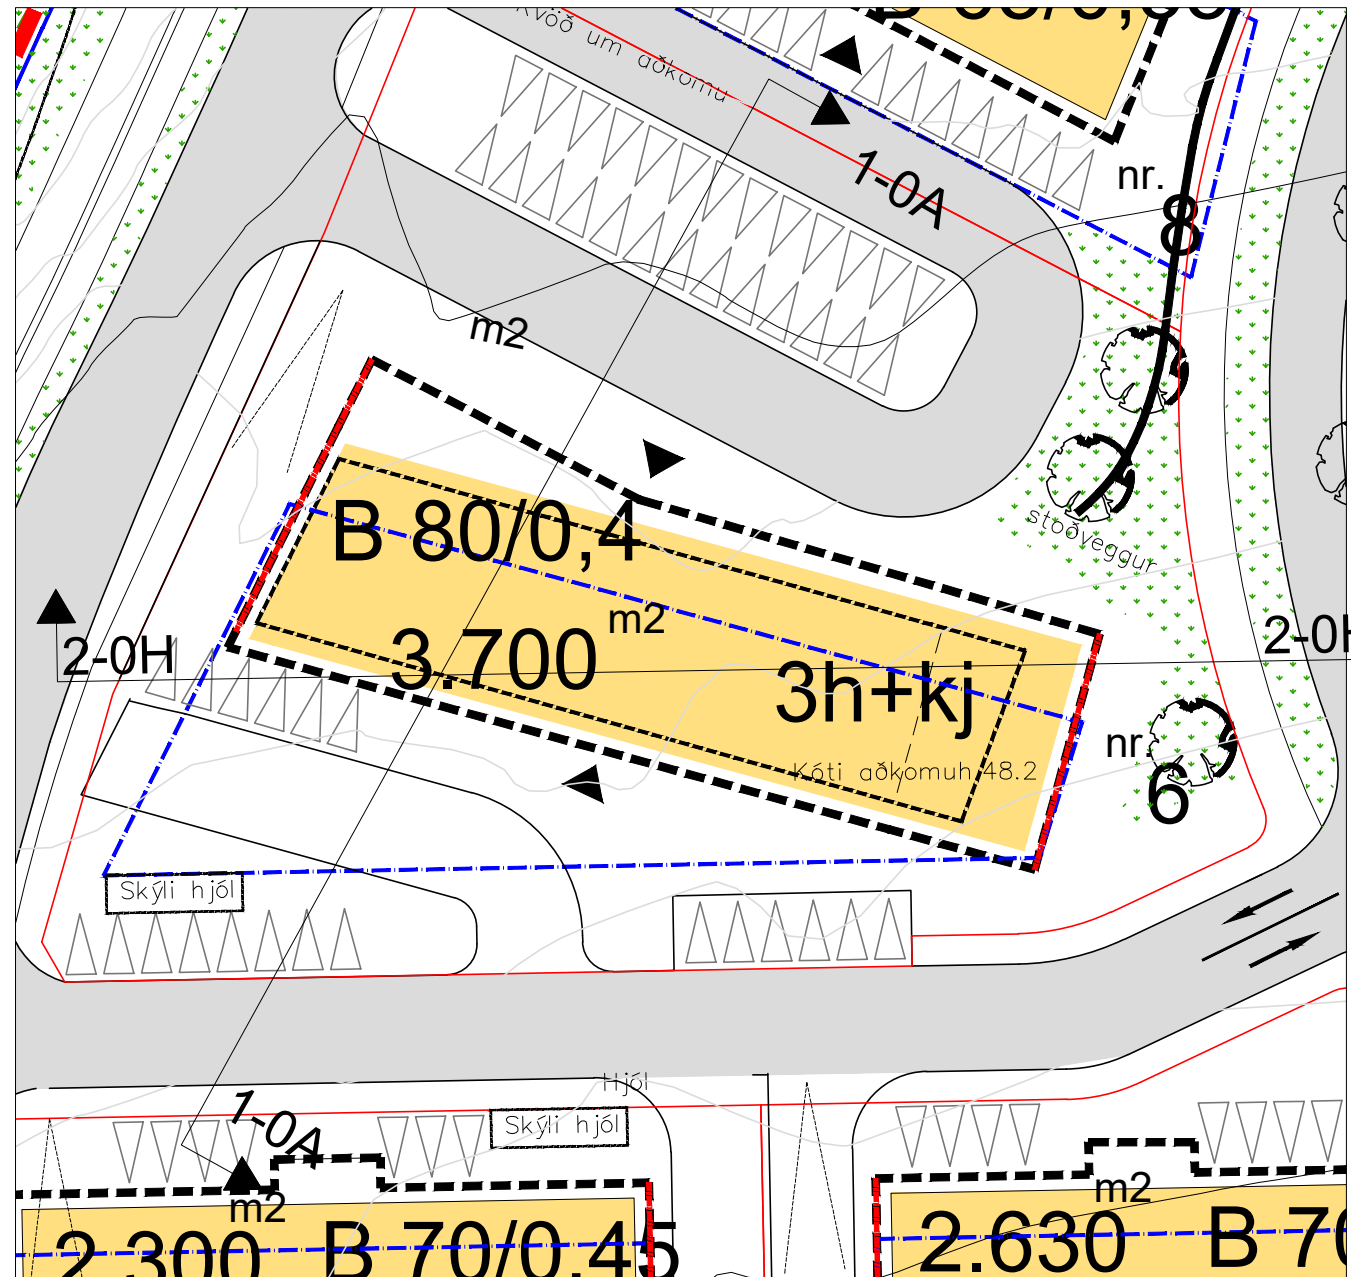 Kvöð um aðkomu
1-0A
nr.
8
m2
stoðveggur
B 80/0,4
m2
3.700
3h+kj
2-0H
2-0H
nr.
6
Kóti aðkomuh 48.2
Skýli hjól
Hjól
1-0A
Skýli hjól
m2
m2
2.300
B 70/0,45
2.630
B 70